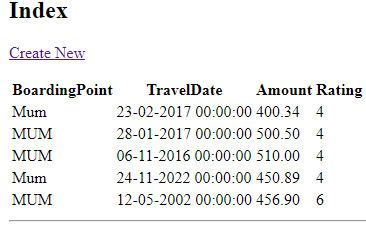 Index
Create New
BoardingPoint TravelDate Amount Rating
Mum 23-02-2017 00:00:00 400.34 4
MUM 28-01-2017 00:00:00 500.50 4
MUM 06-11-2016 00:00:00 510.00 4
Mum 24-11-2022 00:00:00 450.89 4
MUM 12-05-2002 00:00:00 456.90 6